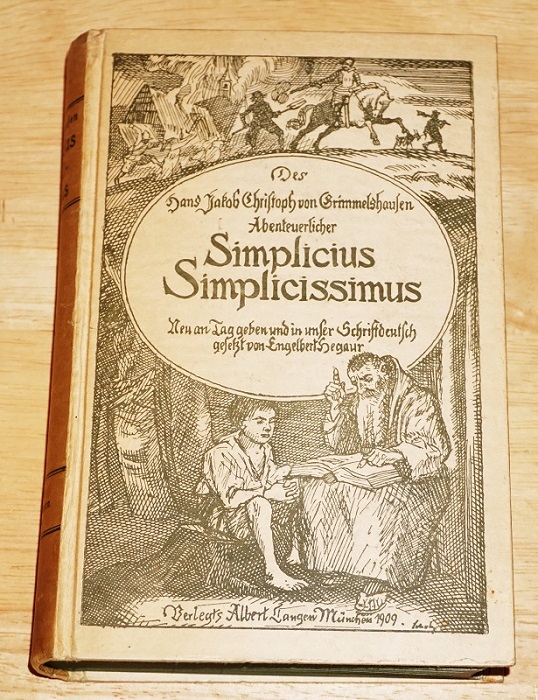 Des
Hans Jakob Christoph von Grimmelshausen
Abenteuerlicher
Simplicius
Simplicissimus
Neu an Tag geben und in unser Schriftdeutsch
gesetzt von Engelbert Hegaur
Verlegts Albert Langen München 1909